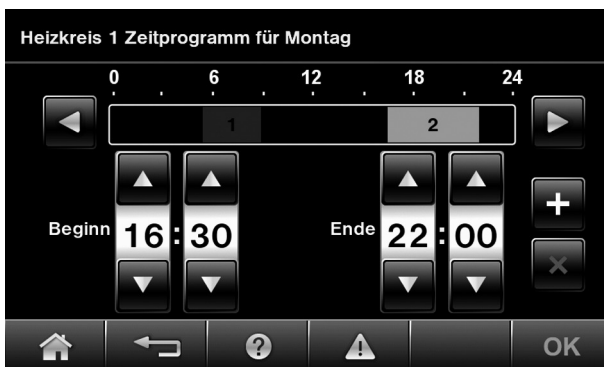 Heizkreis 1 Zeitprogramm für Montag
0 6 12 18 24
1 2
Beginn 16:30 Ende 22:00
OK